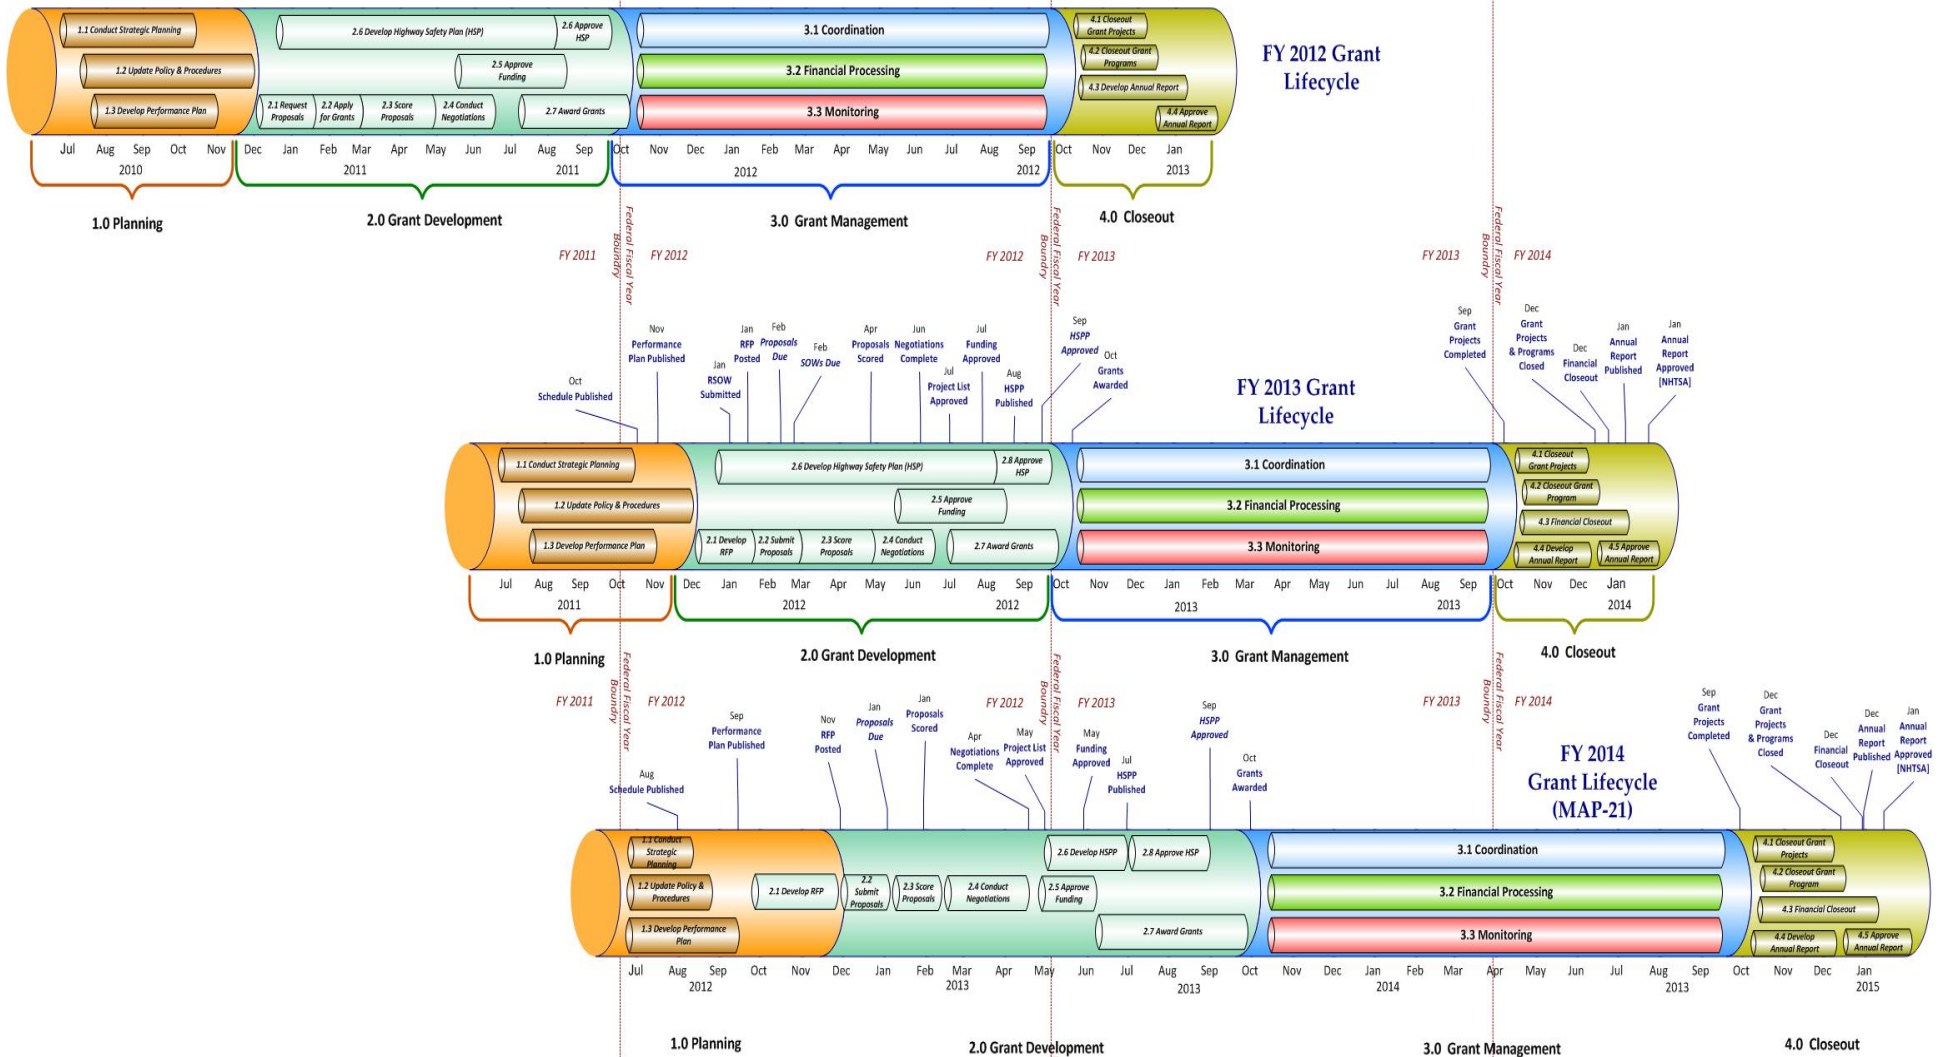 1.1 Conduct Strategic Planning
2.6 Develop Highway Safety Plan (HSP)
2.6 Approve
HSP
3.1 Coordination
4.1 Closeout
Grant Projects
FY 2012 Grant
Lifecycle
1.2 Update Policy & Procedures
2.5 Approve
Funding
3.2 Financial Processing
4.2 Closeout Grant
Programs
4.3 Develop Annual Report
1.3 Develop Performance Plan
2.1 Request
Proposals
2.2 Apply
for Grants
2.3 Score
Proposals
2.4 Conduct
Negotiations
2.7 Award Grants
3.3 Monitoring
4.4 Approve
Annual Report
Jul Aug Sep Oct Nov Dec Jan Feb Mar Apr May Jun Jul Aug Sep Oct Nov Dec Jan Feb Mar Apr May Jun Jul Aug Sep Oct Nov Dec Jan
2010 2011 2011 2012 2012 2013
1.0 Planning
2.0 Grant Development
3.0 Grant Management
4.0 Closeout
FY 2011
Federal Fiscal Year
Boundry
FY 2012
FY 2012
Federal Fiscal Year
Boundry
FY 2013
FY 2013
Federal Fiscal Year
Boundry
FY 2014
Oct
Schedule Published
Nov
Performance
Plan Published
Jan
RSOW
Submitted
Jan
RFP
Posted
Feb
Proposals
Due
Feb
SOWs Due
Apr
Proposals
Scored
Jun
Negotiations
Complete
Jul
Project List
Approved
Jul
Funding
Approved
Aug
HSPP
Published
Sep
HSPP
Approved
Oct
Grants
Awarded
FY 2013 Grant
Lifecycle
Sep
Grant
Projects
Completed
Dec
Grant
Projects
& Programs
Closed
Dec
Financial
Closeout
Jan
Annual
Report
Published
Jan
Annual
Report
Approved
[NHTSA]
1.1 Conduct Strategic Planning
2.6 Develop Highway Safety Plan (HSP)
2.8 Approve
HSP
3.1 Coordination
4.1 Closeout
Grant Projects
1.2 Update Policy & Procedures
2.5 Approve
Funding
3.2 Financial Processing
4.2 Closeout Grant
Program
4.3 Financial Closeout
1.3 Develop Performance Plan
2.1 Develop
RFP
2.2 Submit
Proposals
2.3 Score
Proposals
2.4 Conduct
Negotiations
2.7 Award Grants
3.3 Monitoring
4.4 Develop
Annual Report
4.5 Approve
Annual Report
Jul Aug Sep Oct Nov Dec Jan Feb Mar Apr May Jun Jul Aug Sep Oct Nov Dec Jan Feb Mar Apr May Jun Jul Aug Sep Oct Nov Dec Jan
2011 2012 2012 2013 2013 2014
1.0 Planning
2.0 Grant Development
3.0 Grant Management
4.0 Closeout
FY 2011
Federal Fiscal Year
Boundry
FY 2012
FY 2012
Federal Fiscal Year
Boundry
FY 2013
FY 2013
Federal Fiscal Year
Boundry
FY 2014
Aug
Schedule Published
Sep
Performance
Plan Published
Nov
RFP
Posted
Jan
Proposals
Due
Jan
Proposals
Scored
Apr
Negotiations
Complete
May
Project List
Approved
May
Funding
Approved
Jul
HSPP
Published
Sep
HSPP
Approved
Oct
Grants
Awarded
FY 2014
Grant Lifecycle
(MAP-21)
Sep
Grant
Projects
Completed
Dec
Grant
Projects
& Programs
Closed
Dec
Financial
Closeout
Dec
Annual
Report
Published
Jan
Annual
Report
Approved
[NHTSA]
1.1 Conduct
Strategic
Planning
2.6 Develop HSPP
2.8 Approve HSP
3.1 Coordination
4.1 Closeout Grant
Projects
1.2 Update Policy &
Procedures
2.1 Develop RFP
2.2
Submit
Proposals
2.3 Score
Proposals
2.4 Conduct
Negotiations
2.5 Approve
Funding
3.2 Financial Processing
4.2 Closeout Grant
Program
4.3 Financial Closeout
1.3 Develop Performance
Plan
2.7 Award Grants
3.3 Monitoring
4.4 Develop
Annual Report
4.5 Approve
Annual Report
Jul Aug Sep Oct Nov Dec Jan Feb Mar Apr May Jun Jul Aug Sep Oct Nov Dec Jan Feb Mar Apr May Jun Jul Aug Sep Oct Nov Dec Jan
2012 2013 2013 2014 2013 2015
1.0 Planning
2.0 Grant Development
3.0 Grant Management
4.0 Closeout